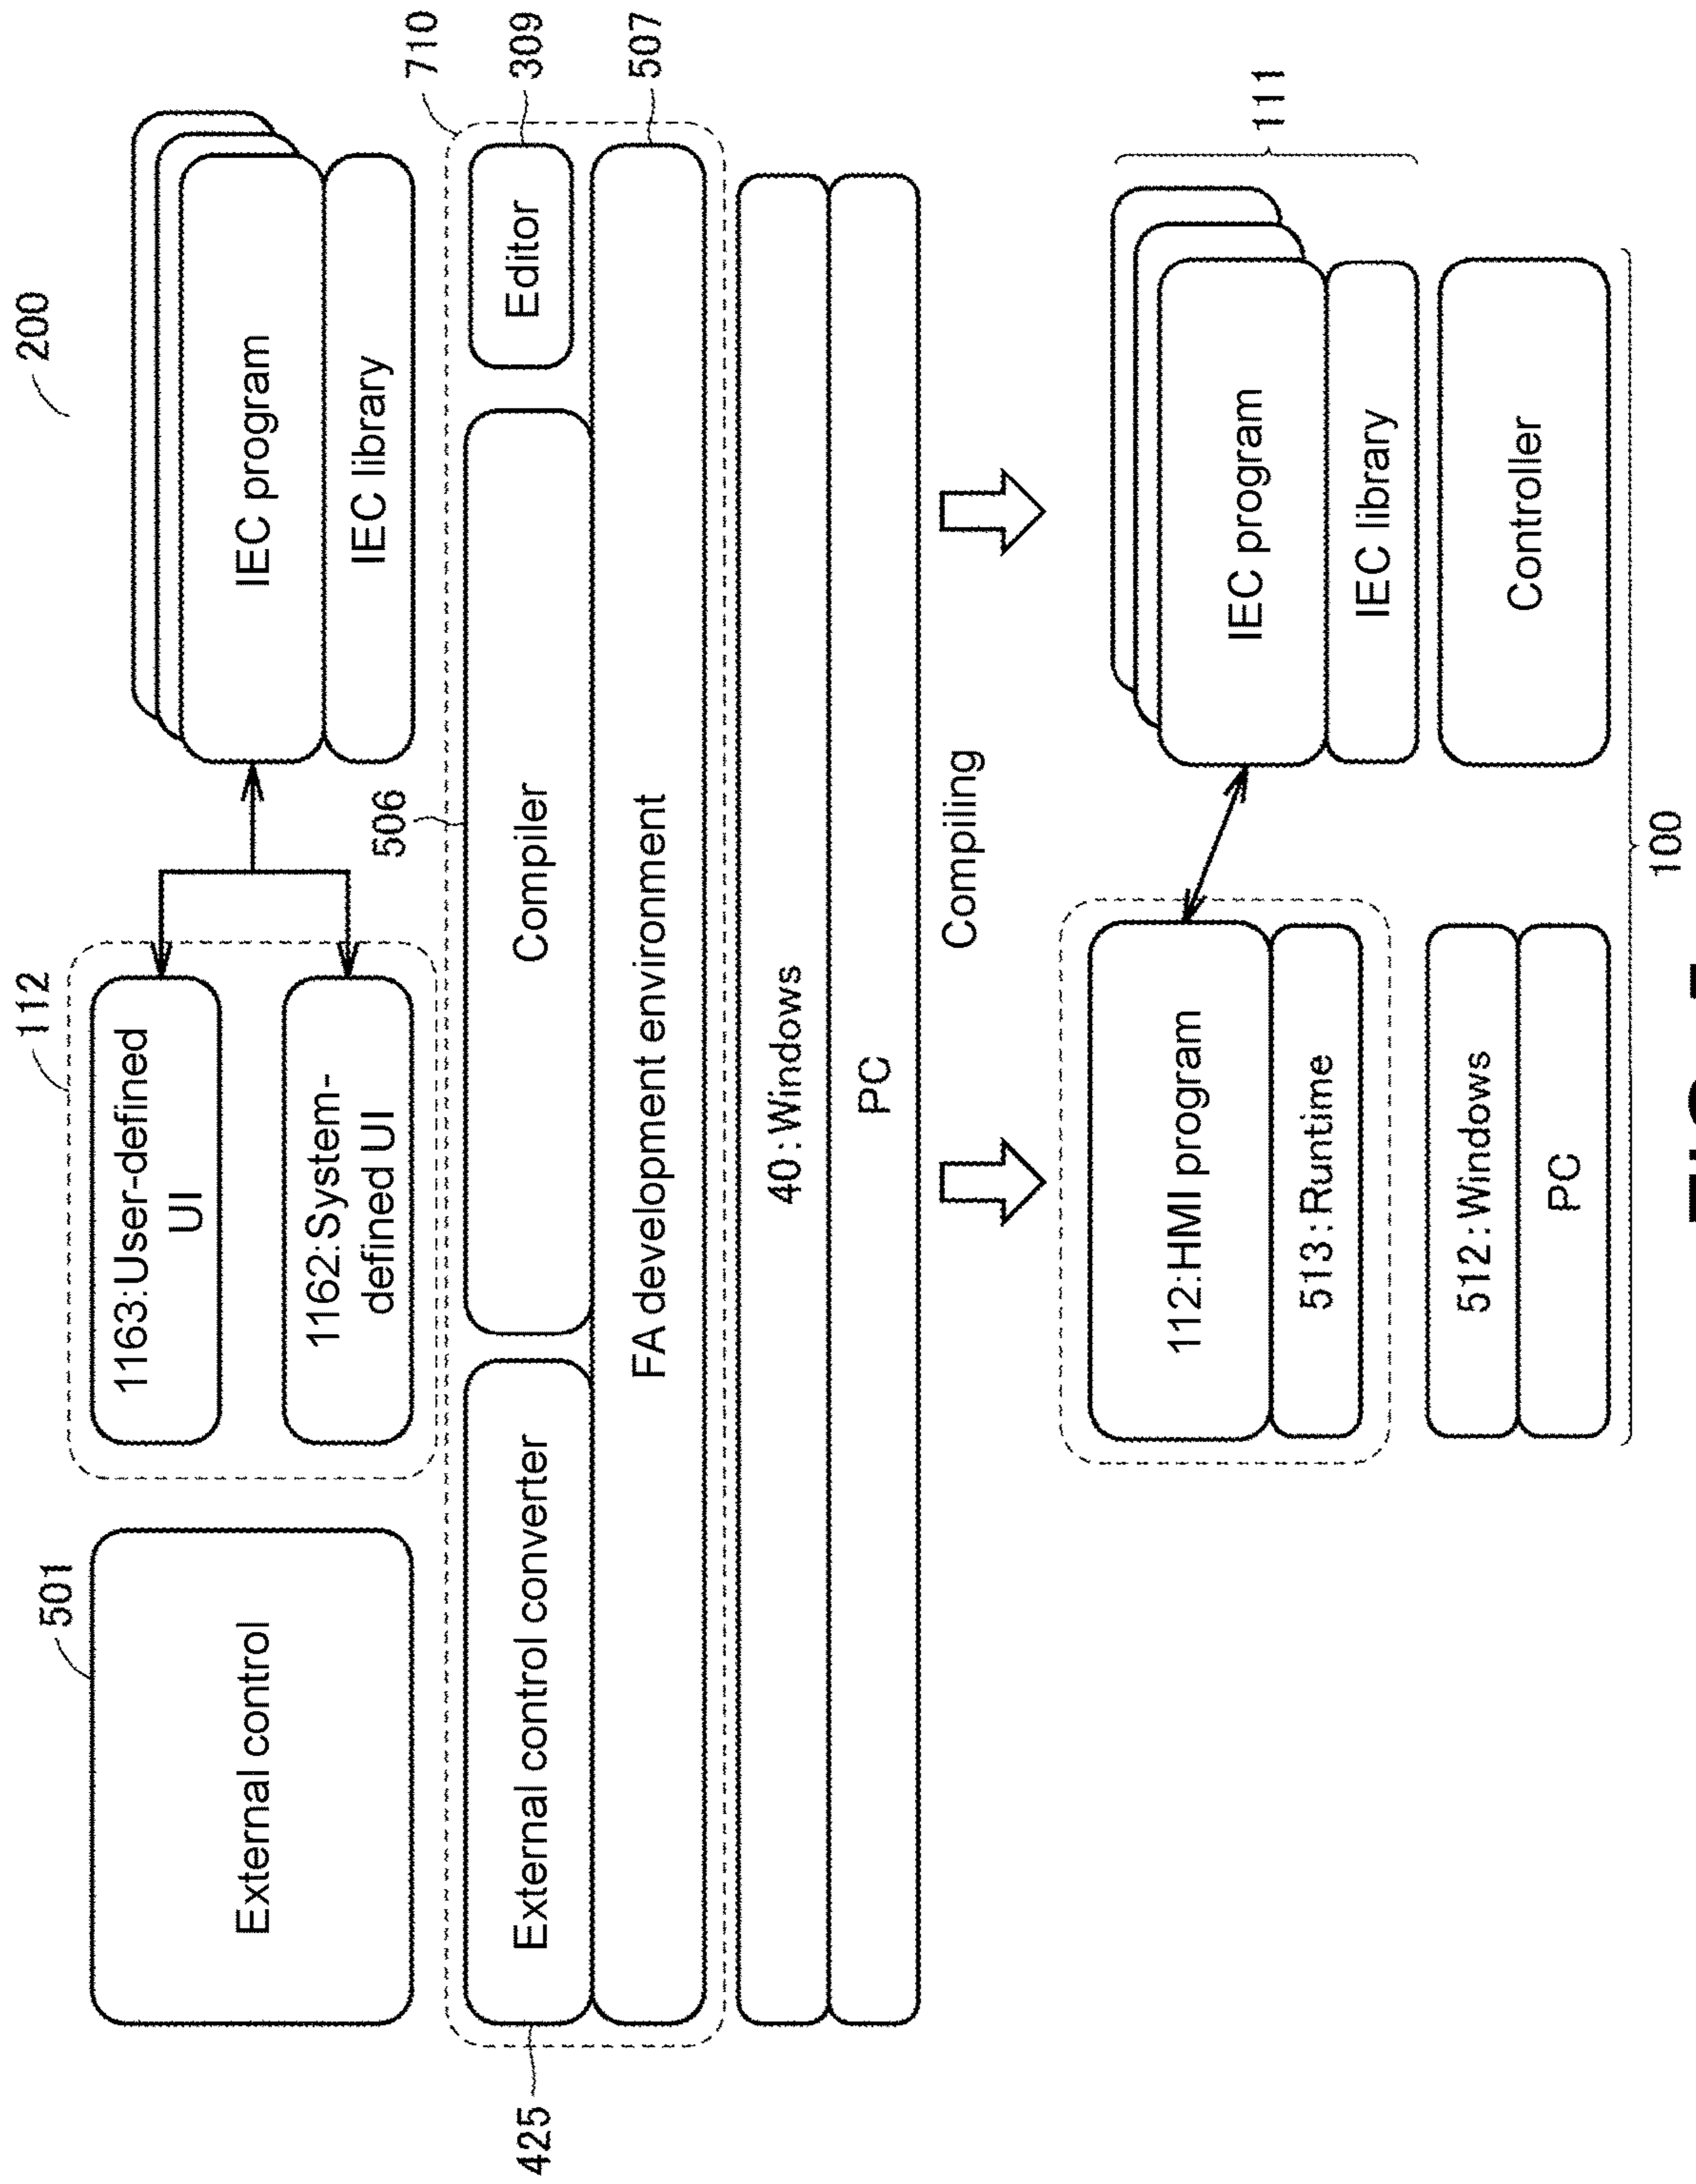 200
501
External control
112
1163:User-defined
UI
1162:System-
defined UI
IEC program
IEC library
506
710
425
External control converter
Compiler
Editor
309
FA development environment
507
40:Windows
PC
Compiling
112:HMI program
513:Runtime
512:Windows
PC
IEC program
IEC library
111
Controller
100